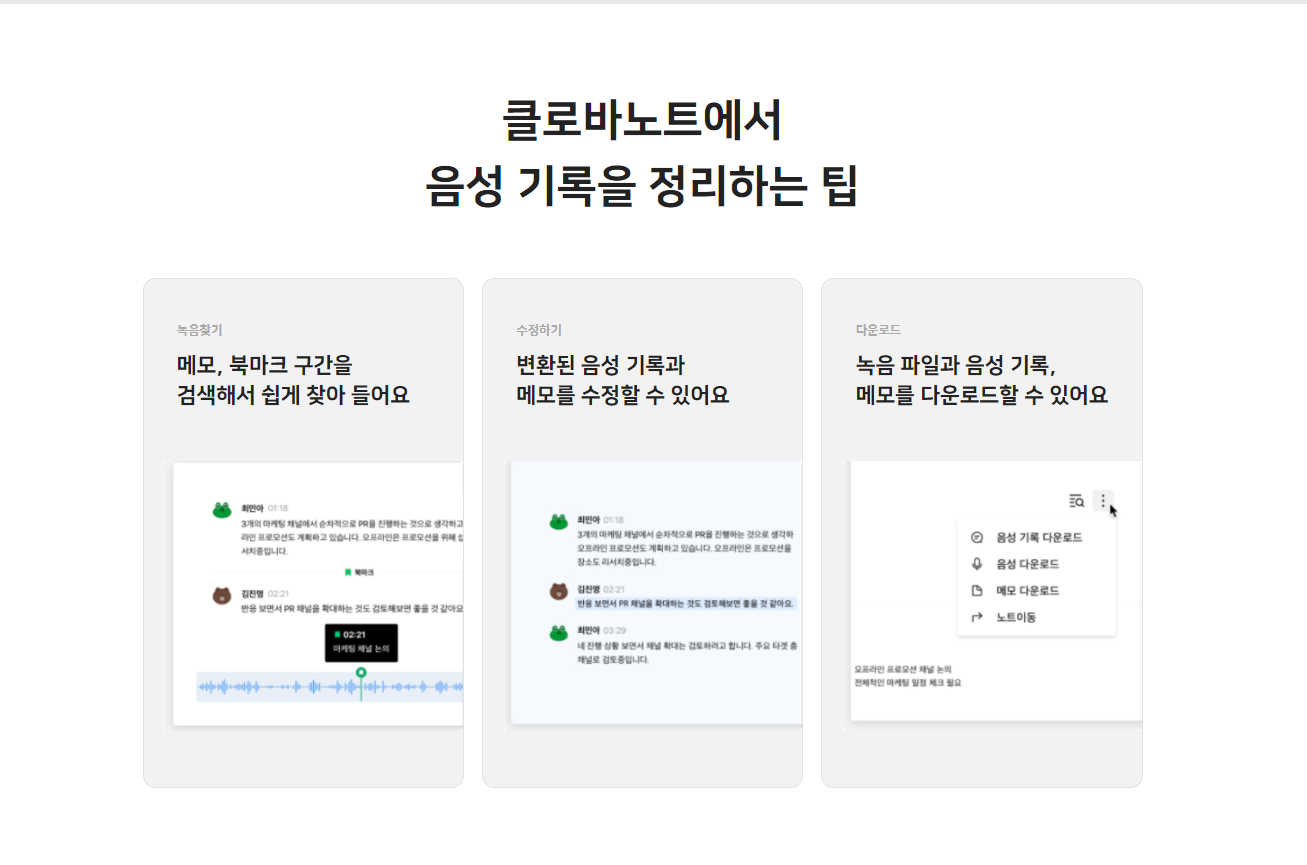 클로바노트에서
음성 기록을 정리하는 팁
녹음찾기
메모, 북마크 구간을
검색해서 쉽게 찾아 들어요
최민아 01:18
3개의 마케팅 채널에서 순차적으로 PR을 진행하는 것으로 생각하고
라인 프로모션도 계획하고 있습니다. 오프라인은 프로모션을 위해 섭
서치중입니다.
북마크
김진명 02:21
반응 보면서 PR 채널을 확대하는 것도 검토해보면 좋을 것 같아요
02:21
마케팅 채널 논의
수정하기
변환된 음성 기록과
메모를 수정할 수 있어요
최민아 01:18
3개의 마케팅 채널에서 순차적으로 PR을 진행하는 것으로 생각하
오프라인 프로모션도 계획하고 있습니다. 오프라인은 프로모션을
장소도 리서치중입니다.
김진명 02:21
반응 보면서 PR 채널을 확대하는 것도 검토해보면 좋을 것 같아요.
최민아 03:29
네 진행 상황 보면서 채널 확대는 검토하려고 합니다. 주요 타겟 층
채널로 검토중입니다.
다운로드
녹음 파일과 음성 기록,
메모를 다운로드할 수 있어요
음성 기록 다운로드
음성 다운로드
메모 다운로드
노트이동
오프라인 프로모션 채널 논의
전체적인 마케팅 일정 체크 필요